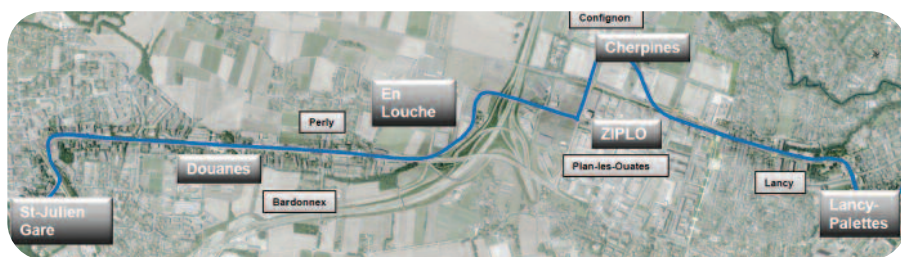 Confignon
Cherpines
En
Louche
Perly
ZIPLO
Douanes
Plan-les-Ouates
Lancy
Bardonnex
St-Julien
Gare
Lancy-
Palettes